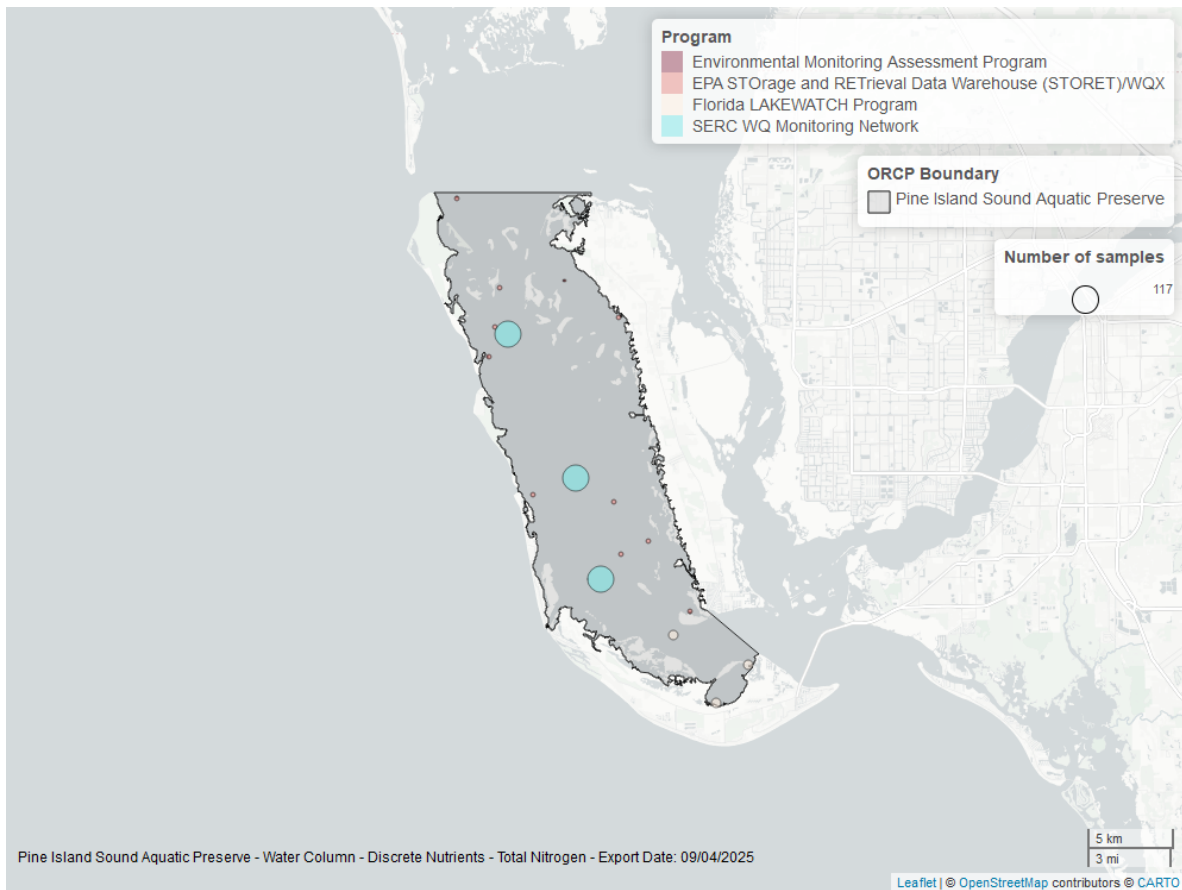 Program
Environmental Monitoring Assessment Program
EPA STOrage and RETrieval Data Warehouse (STORET)/WQX
Florida LAKEWATCH Program
SERC WQ Monitoring Network
ORCP Boundary
Pine Island Sound Aquatic Preserve
Number of samples
117
5 km
3 mi
Pine Island Sound Aquatic Preserve - Water Column - Discrete Nutrients - Total Nitrogen - Export Date: 09/04/2025
Leaflet | © OpenStreetMap contributors © CARTO